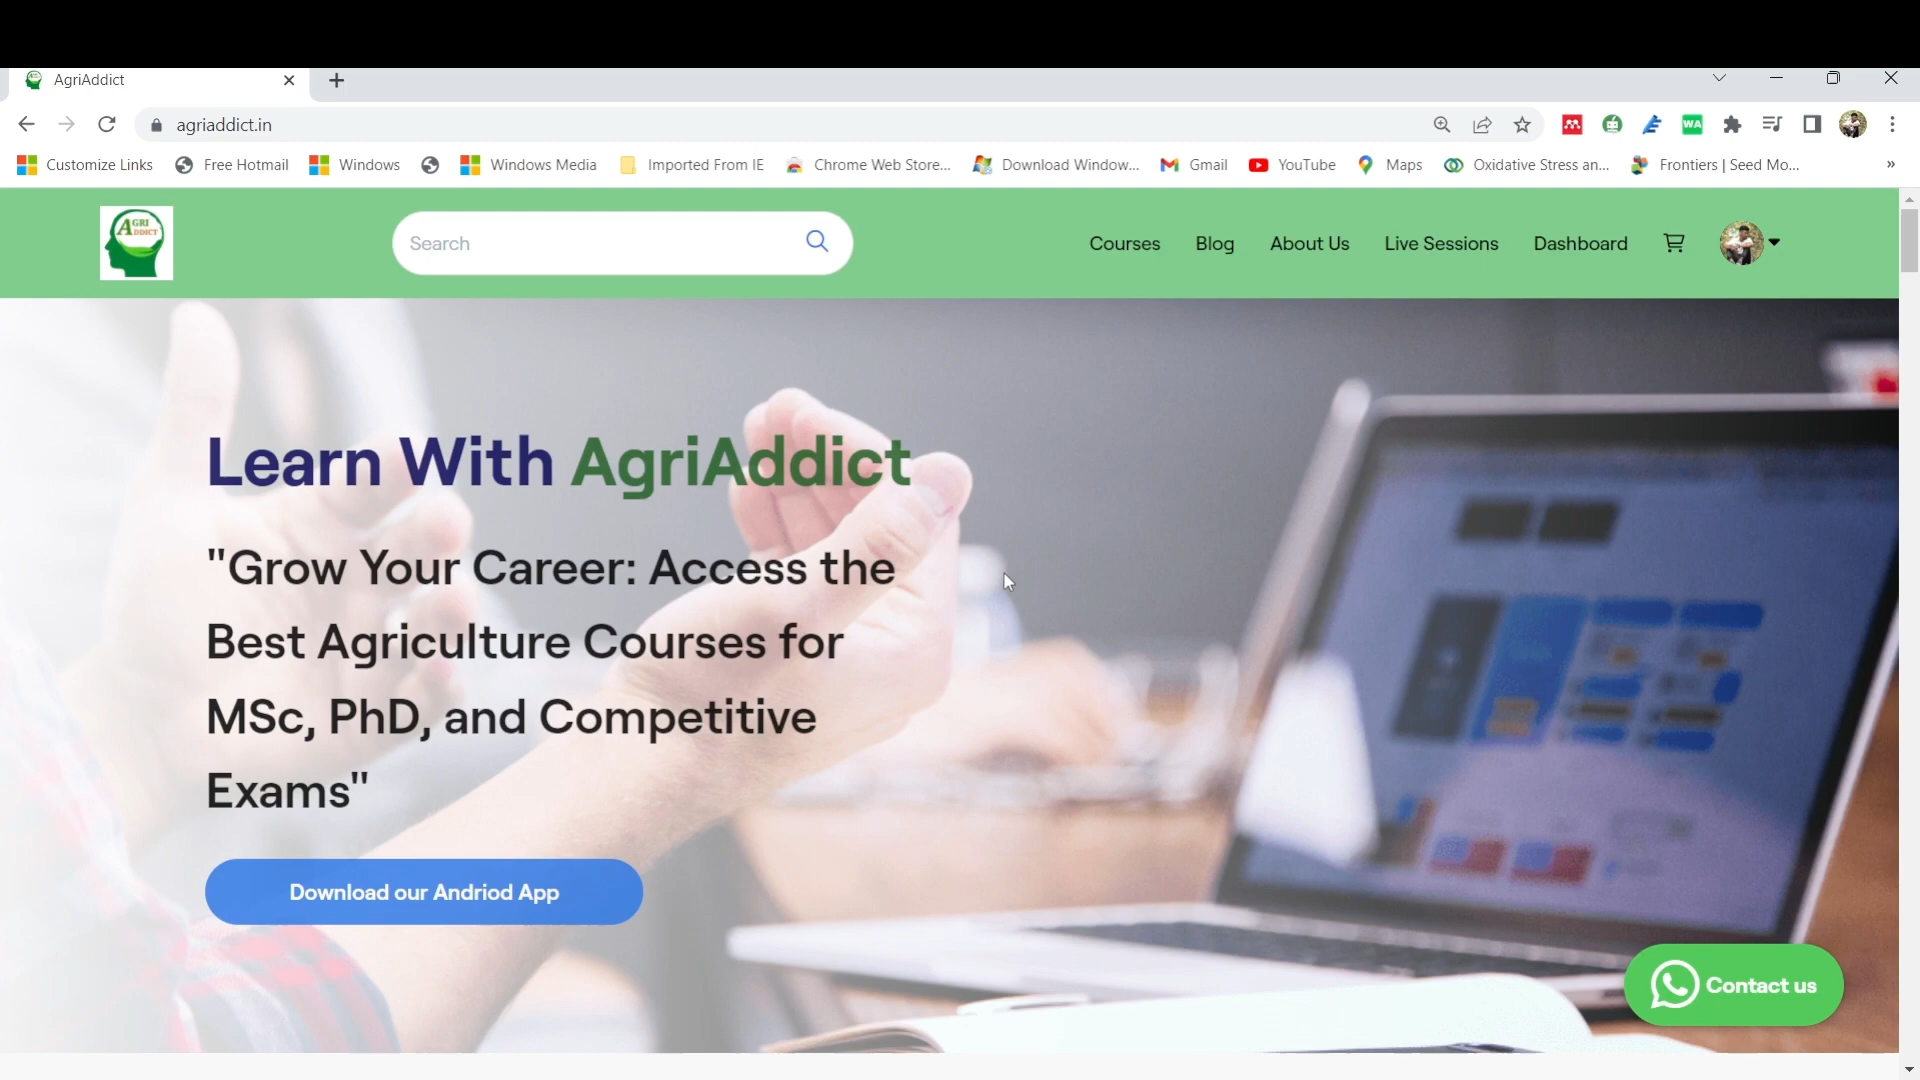 AgriAddict
agriaddict.in
Customize Links
Free Hotmail
Windows
Windows Media
Imported From IE
Chrome Web Store...
Download Window...
Gmail
YouTube
Maps
Oxidative Stress an...
Frontiers | Seed Mo...
»
WA
AGRI
ADDICT
Search
Courses
Blog
About Us
Live Sessions
Dashboard
Learn With AgriAddict
"Grow Your Career: Access the
Best Agriculture Courses for
MSc, PhD, and Competitive
Exams"
Download our Andriod App
Contact us